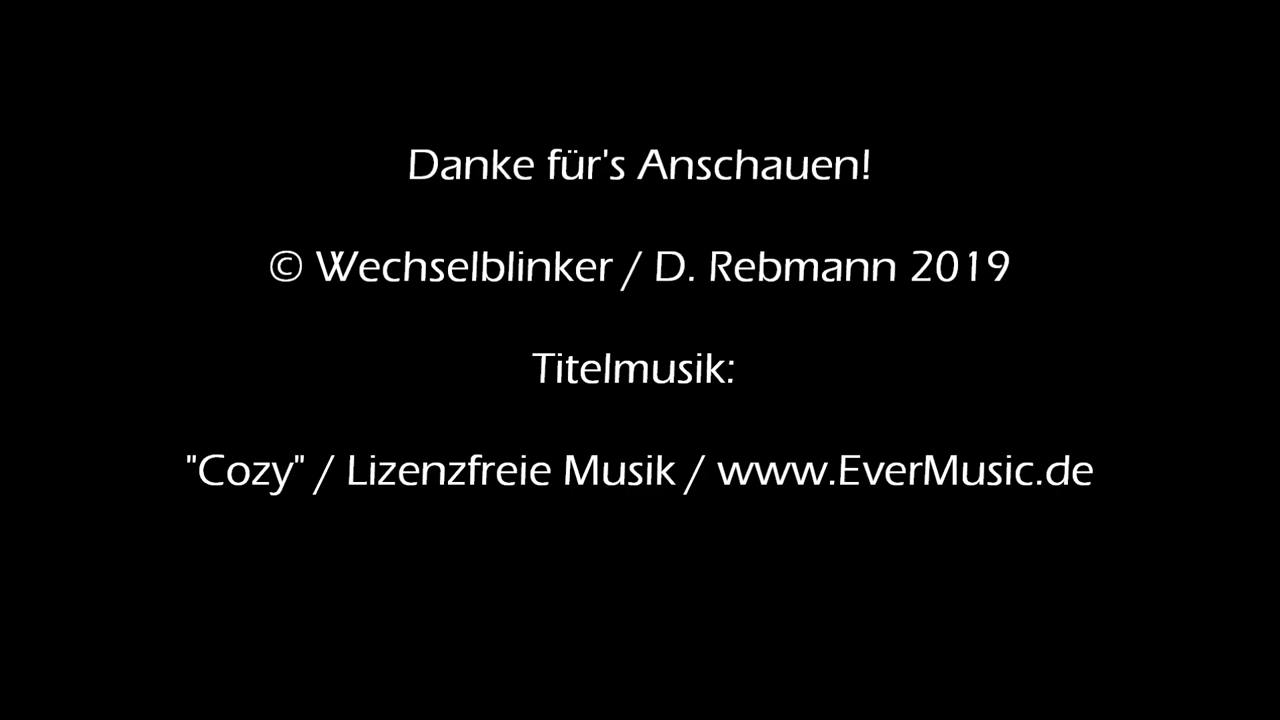 Danke für's Anschauen!
© Wechselblinker / D. Rebmann 2019
Titelmusik:
"Cozy" / Lizenzfreie Musik / www.EverMusic.de